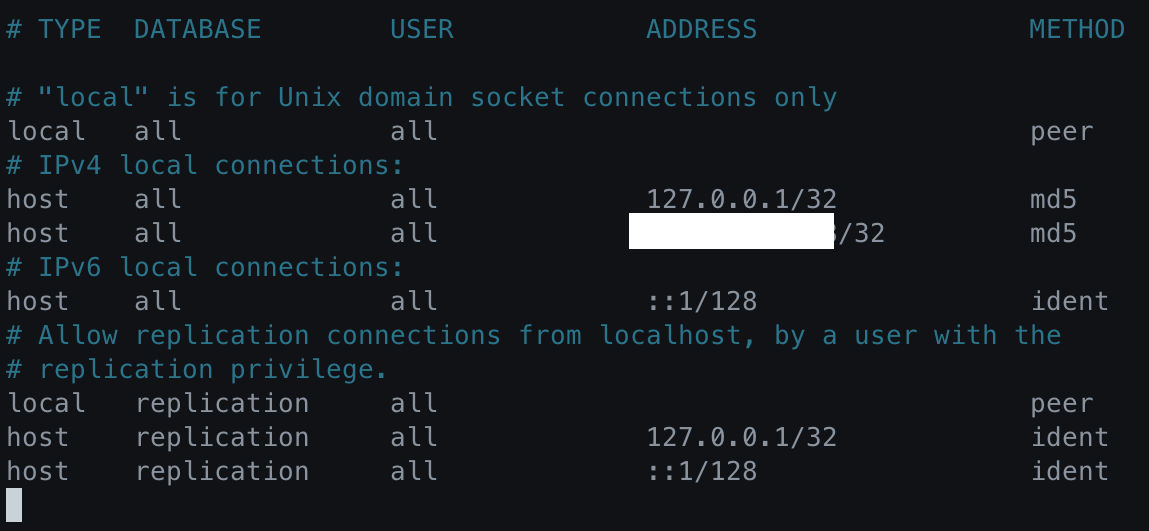 # TYPE  DATABASE        USER            ADDRESS                 METHOD
# "local" is for Unix domain socket connections only
local   all             all                                     peer
# IPv4 local connections:
host    all             all             127.0.0.1/32            md5
host    all             all             /32            md5
# IPv6 local connections:
host    all             all             ::1/128                 ident
# Allow replication connections from localhost, by a user with the
# replication privilege.
local   replication     all                                     peer
host    replication     all             127.0.0.1/32            ident
host    replication     all             ::1/128                 ident